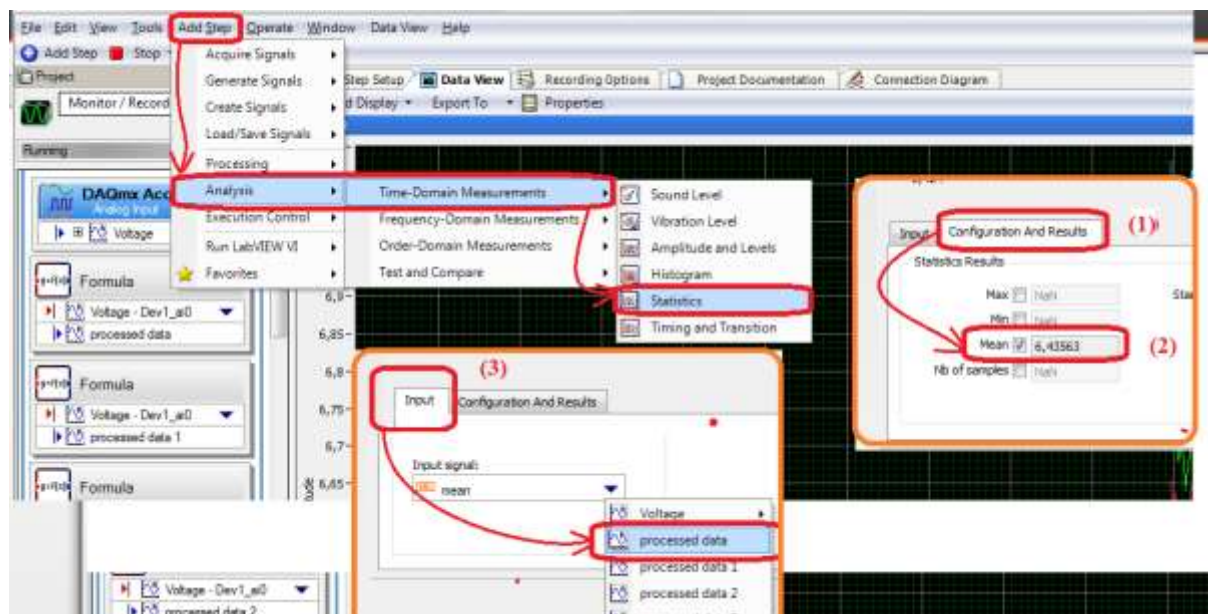 File Edit View Tools Add Step Operate Window Data View Help
Add Step Stop
Project
Monitor / Record
Running
Acquire Signals
Generate Signals
Create Signals
Load/Save Signals
Processing
Analysis
Execution Control
Run LabVIEW VI
Favorites
Step Setup Data View Recording Options Project Documentation Connection Diagram
Display Export To Properties
Time-Domain Measurements
Frequency-Domain Measurements
Order-Domain Measurements
Test and Compare
Sound Level
Vibration Level
Amplitude and Levels
Histogram
Statistics
Timing and Transition
DAQmx Acq
Analog Input
Voltage
Formula
Voltage - Dev1_ai0
processed data
Formula
Voltage - Dev1_ai0
processed data 1
Formula
Voltage - Dev1_ai0
processed data 2
6,9
6,85
6,8
6,75
6,7
6,65
(3)
Input Configuration And Results
Input signal:
mean
Voltage
processed data
processed data 1
processed data 2
Input Configuration And Results (1)
Statistics Results
Max NaN
Min NaN
Mean 6,43563 (2)
Nb of samples NaN